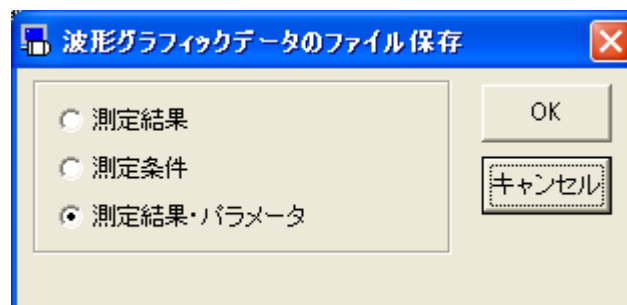 波形グラフィックデータのファイル保存
測定結果
OK
測定条件
キャンセル
測定結果・パラメータ